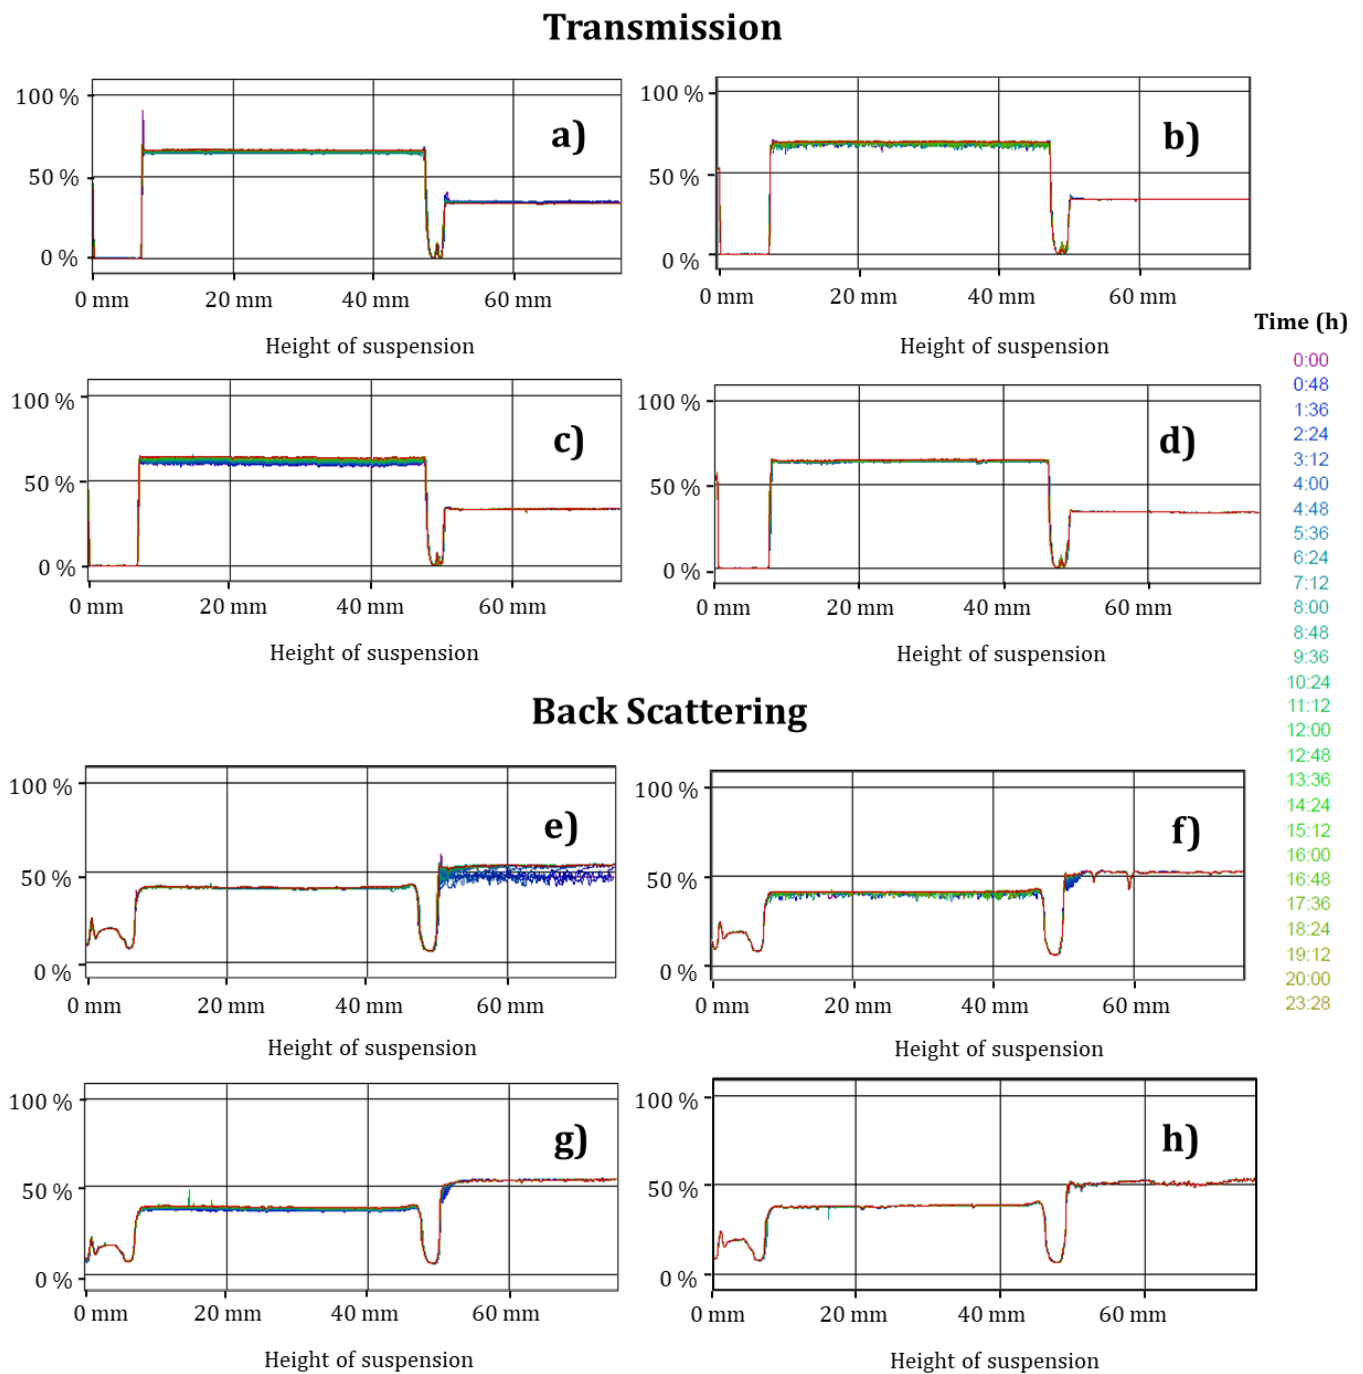 Transmission
100 %
50 %
0 %
a)
0 mm
20 mm
40 mm
60 mm
Height of suspension
100 %
50 %
0 %
b)
0 mm
20 mm
40 mm
60 mm
Height of suspension
100 %
50 %
0 %
c)
0 mm
20 mm
40 mm
60 mm
Height of suspension
100 %
50 %
0 %
d)
0 mm
20 mm
40 mm
60 mm
Height of suspension
Time (h)
0:00
0:48
1:36
2:24
3:12
4:00
4:48
5:36
6:24
7:12
8:00
8:48
9:36
10:24
11:12
12:00
12:48
13:36
14:24
15:12
16:00
16:48
17:36
18:24
19:12
20:00
23:28
Back Scattering
100 %
50 %
0 %
e)
0 mm
20 mm
40 mm
60 mm
Height of suspension
100 %
50 %
0 %
f)
0 mm
20 mm
40 mm
60 mm
Height of suspension
100 %
50 %
0 %
g)
0 mm
20 mm
40 mm
60 mm
Height of suspension
100 %
50 %
0 %
h)
0 mm
20 mm
40 mm
60 mm
Height of suspension